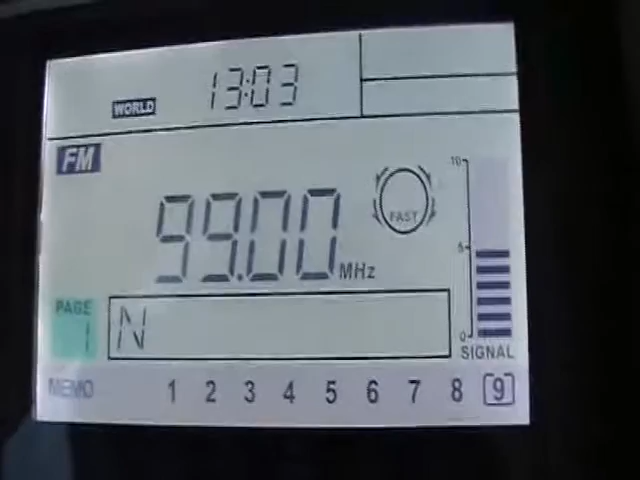 WORLD 13:03
FM
10
99.00 MHz
FAST
5
PAGE
1
N
0
SIGNAL
MEMO 1 2 3 4 5 6 7 8 [9]